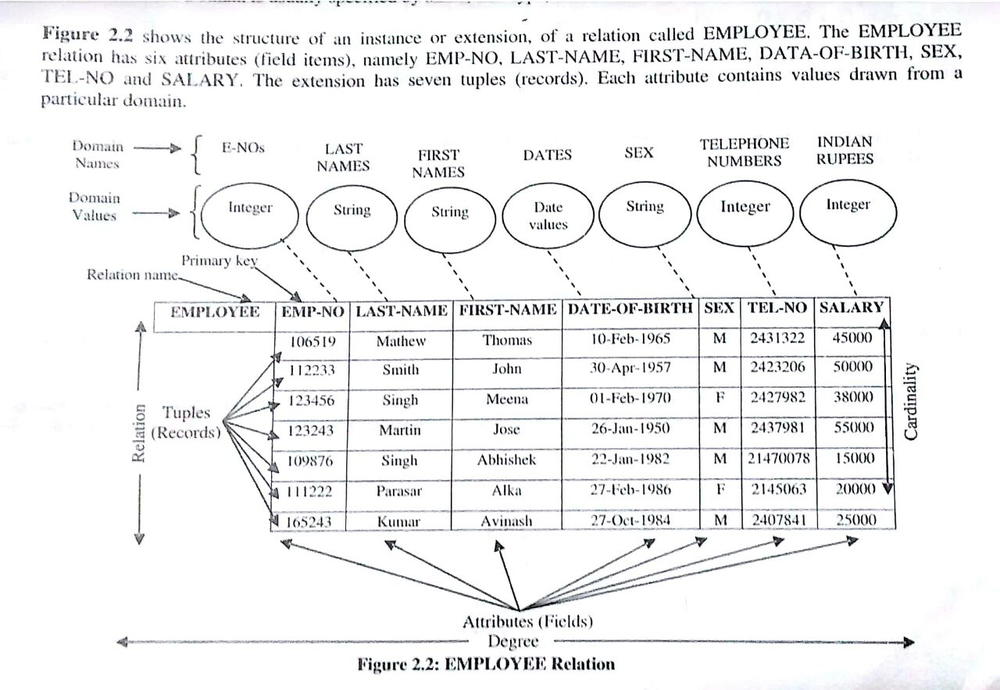 Figure 2.2 shows the structure of an instance or extension, of a relation called EMPLOYEE. The EMPLOYEE
relation has six attributes (field items), namely EMP-NO, LAST-NAME, FIRST-NAME, DATA-OF-BIRTH, SEX,
TEL-NO and SALARY. The extension has seven tuples (records). Each attribute contains values drawn from a
particular domain.
Domain Names
E-NOs
LAST NAMES
FIRST NAMES
DATES
SEX
TELEPHONE NUMBERS
INDIAN RUPEES
Domain Values
Integer
String
String
Date values
String
Integer
Integer
Primary key
Relation name
EMPLOYEE EMP-NO LAST-NAME FIRST-NAME DATE-OF-BIRTH SEX TEL-NO SALARY
106519 Mathew Thomas 10-Feb-1965 M 2431322 45000
112233 Smith John 30-Apr-1957 M 2423206 50000
123456 Singh Meena 01-Feb-1970 F 2427982 38000
123243 Martin Jose 26-Jan-1950 M 2437981 55000
109876 Singh Abhishek 22-Jan-1982 M 21470078 15000
111222 Parasar Alka 27-Feb-1986 F 2145063 20000
165243 Kumar Avinash 27-Oct-1984 M 2407841 25000
Relation
Tuples
(Records)
Cardinality
Attributes (Fields)
Degree
Figure 2.2: EMPLOYEE Relation